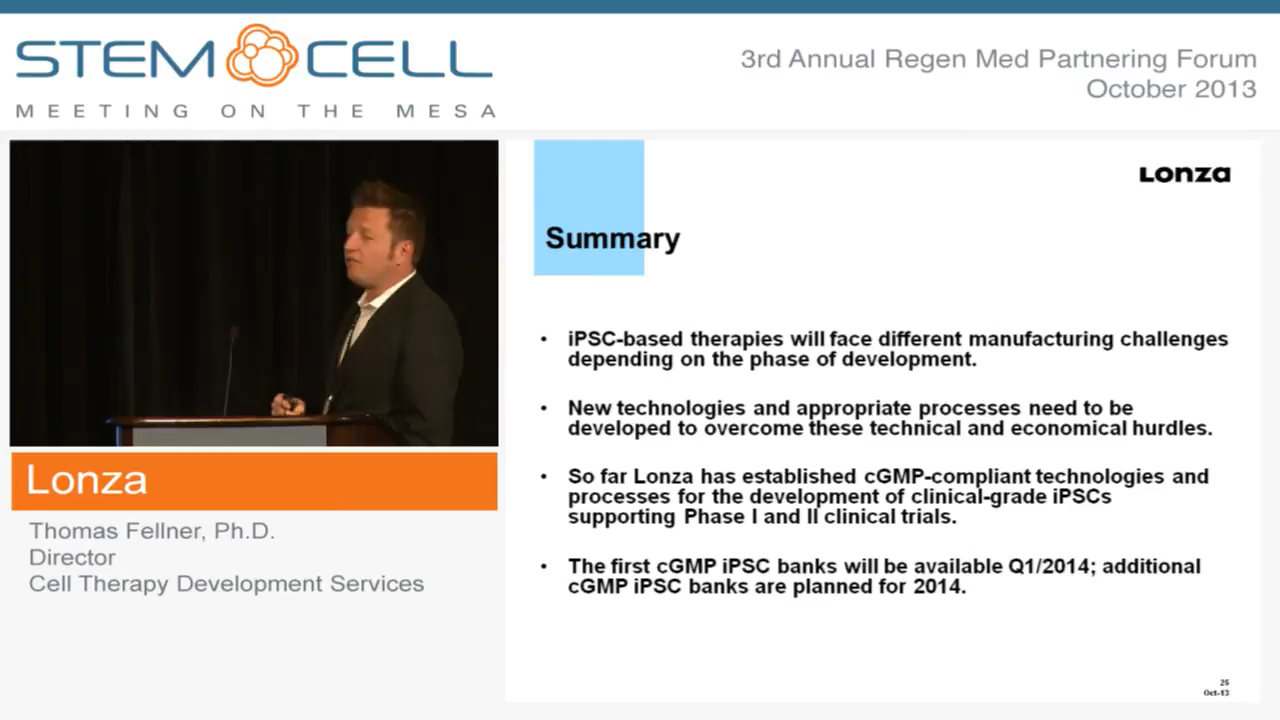 STEM CELL
MEETING ON THE MESA
3rd Annual Regen Med Partnering Forum
October 2013
Lonza
Thomas Fellner, Ph.D.
Director
Cell Therapy Development Services
Lonza
Summary
• iPSC-based therapies will face different manufacturing challenges
depending on the phase of development.
• New technologies and appropriate processes need to be
developed to overcome these technical and economical hurdles.
• So far Lonza has established cGMP-compliant technologies and
processes for the development of clinical-grade iPSCs
supporting Phase I and II clinical trials.
• The first cGMP iPSC banks will be available Q1/2014; additional
cGMP iPSC banks are planned for 2014.
25
Oct-13